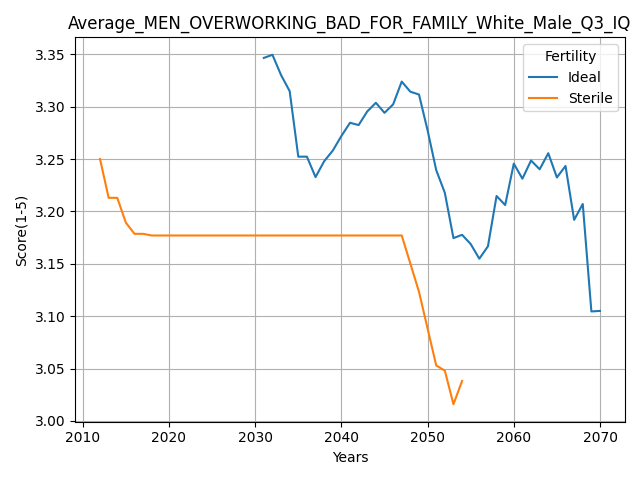 Average_MEN_OVERWORKING_BAD_FOR_FAMILY_White_Male_Q3_IQ
Score(1-5)
3.35
3.30
3.25
3.20
3.15
3.10
3.05
3.00
Fertility
Ideal
Sterile
2010 2020 2030 2040 2050 2060 2070
Years